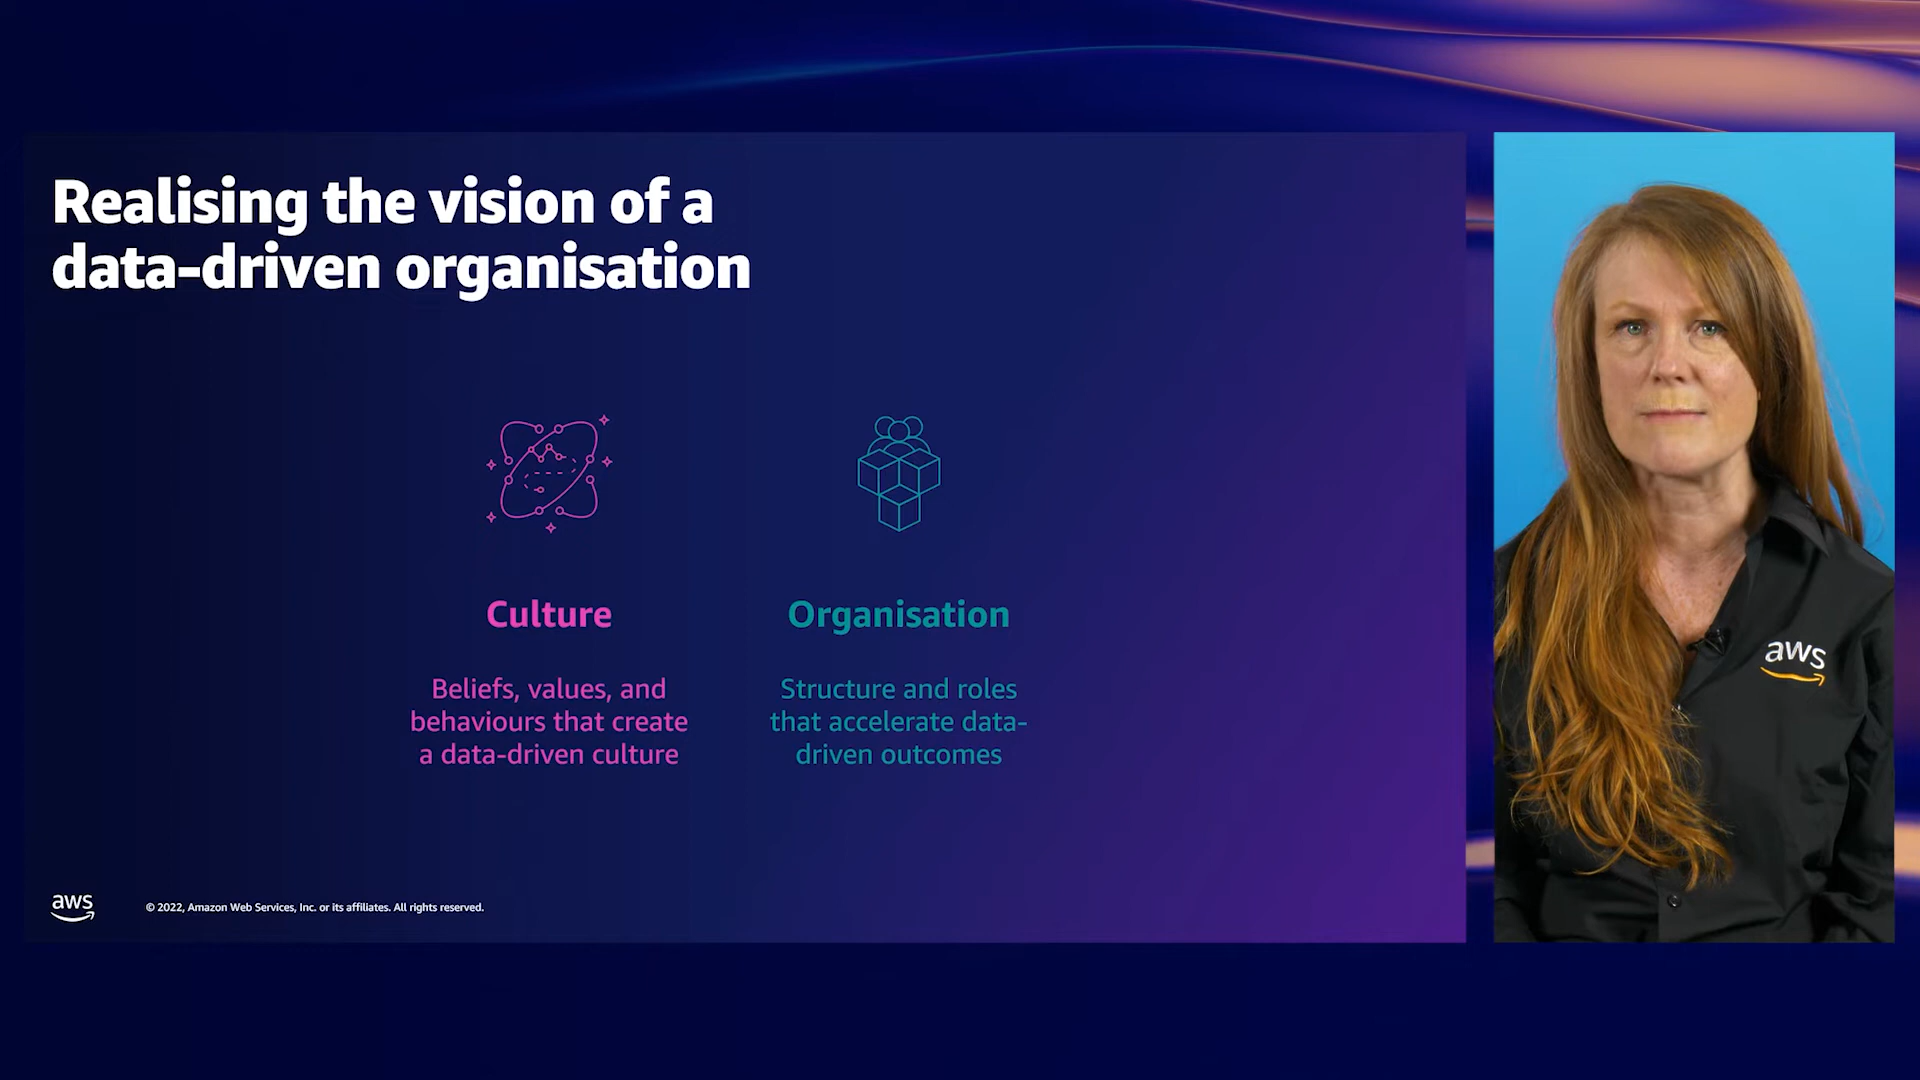 Realising the vision of a
data-driven organisation
Culture
Beliefs, values, and
behaviours that create
a data-driven culture
Organisation
Structure and roles
that accelerate data-
driven outcomes
aws
© 2022, Amazon Web Services, Inc. or its affiliates. All rights reserved.
aws